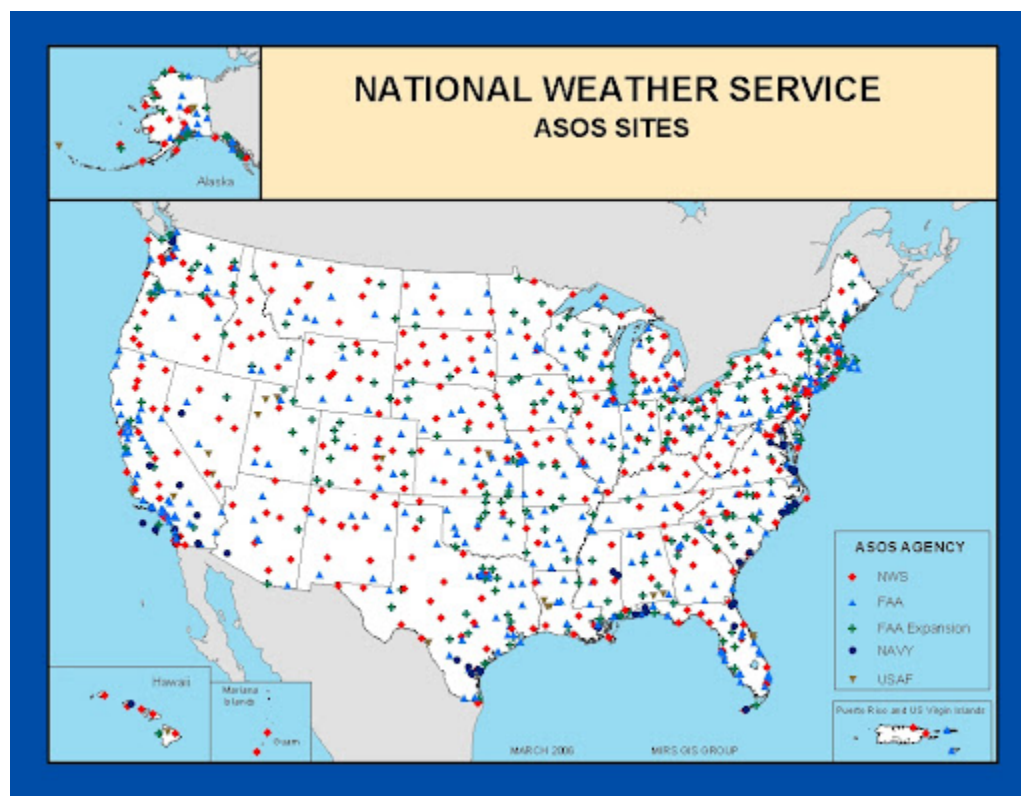 NATIONAL WEATHER SERVICE
ASOS SITES
Alaska
ASOS AGENCY
NWS
FAA
FAA Expansion
NAVY
USAF
Hawaii
Mariana
Islands
Guam
Puerto Rico and US Virgin Islands
MARCH 2006
MIRS GIS GROUP